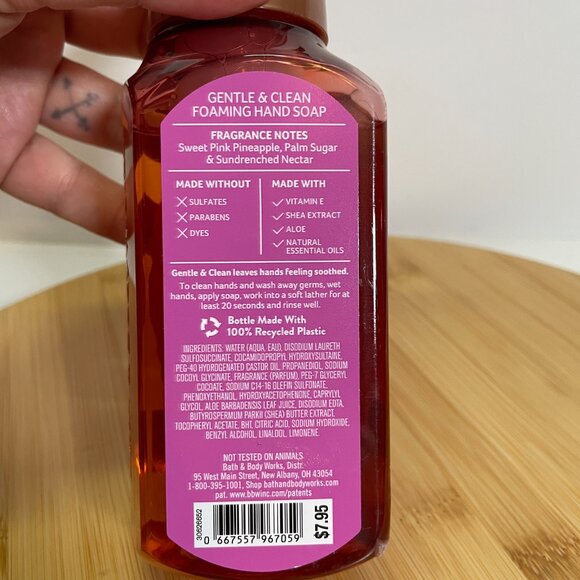 GENTLE & CLEAN
FOAMING HAND SOAP
FRAGRANCE NOTES
Sweet Pink Pineapple, Palm Sugar
& Sundrenched Nectar
MADE WITHOUT
SULFATES
PARABENS
DYES
MADE WITH
VITAMIN E
SHEA EXTRACT
ALOE
NATURAL
ESSENTIAL OILS
Gentle & Clean leaves hands feeling soothed.
To clean hands and wash away germs, wet
hands, apply soap, work into a soft lather for at
least 20 seconds and rinse well.
Bottle Made With
100% Recycled Plastic
INGREDIENTS: WATER (AQUA, EAU), DISODIUM LAURETH
SULFOSUCCINATE, COCAMIDOPROPYL HYDROXYSULTAINE,
PEG-40 HYDROGENATED CASTOR OIL, PROPANEDIOL, SODIUM
COCOYL GLYCINATE, FRAGRANCE (PARFUM), PEG-7 GLYCERYL
COCOATE, SODIUM C14-16 OLEFIN SULFONATE,
PHENOXYETHANOL, HYDROXYACETOPHENONE, CAPRYLYL
GLYCOL, ALOE BARBADENSIS LEAF JUICE, DISODIUM EDTA,
BUTYROSPERMUM PARKII (SHEA) BUTTER EXTRACT,
TOCOPHERYL ACETATE, BHT, CITRIC ACID, SODIUM HYDROXIDE,
BENZYL ALCOHOL, LINALOOL, LIMONENE.
NOT TESTED ON ANIMALS
Bath & Body Works, Distr.
95 West Main Street, New Albany, OH 43054
1-800-395-1001, Shop bathandbodyworks.com
pat. www.bbwinc.com/patents
30626652
0 667557 967059
$7.95